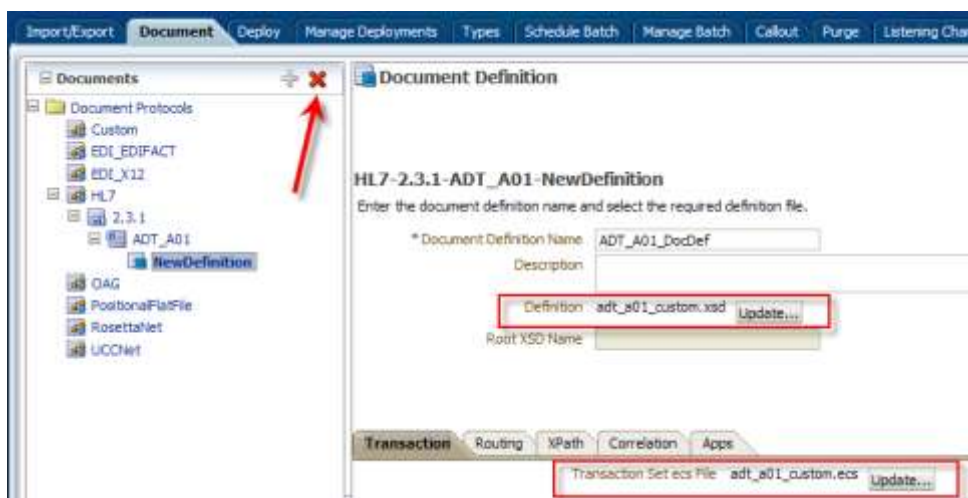 Import/Export Document Deploy Manage Deployments Types Schedule Batch Manage Batch Callout Purge Listening Chan
Documents
Document Protocols
Custom
EDI_EDIFACT
EDI_X12
HL7
2.3.1
ADT_A01
NewDefinition
OAG
PositionalFlatFile
RosettaNet
UCCNet
Document Definition
HL7-2.3.1-ADT_A01-NewDefinition
Enter the document definition name and select the required definition file.
* Document Definition Name ADT_A01_DocDef
Description
Definition adt_a01_custom.xsd Update...
Root XSD Name
Transaction Routing XPath Correlation Apps
Transaction Set ecs File adt_a01_custom.ecs Update...